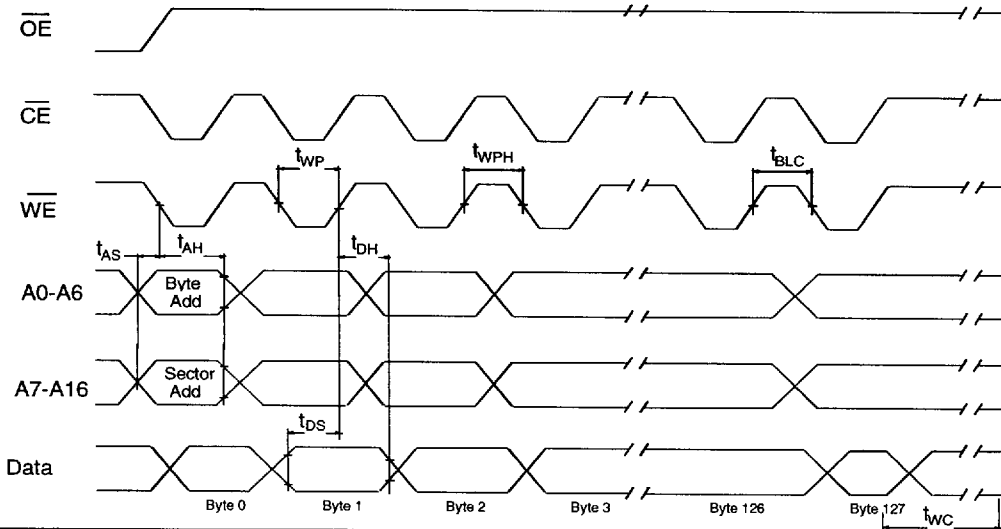 OE
CE
tWP
tWPH
tBLC
WE
tAS
tAH
tDH
A0-A6
Byte
Add
A7-A16
Sector
Add
tDS
Data
Byte 0
Byte 1
Byte 2
Byte 3
Byte 126
Byte 127
tWC